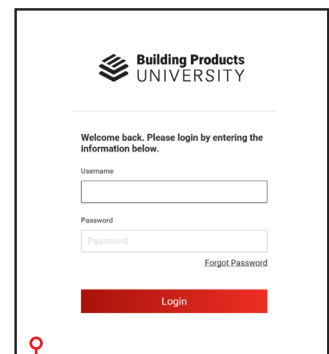 Building Products
UNIVERSITY
Welcome back. Please login by entering the
information below.
Username
Password
Password
Forgot Password
Login